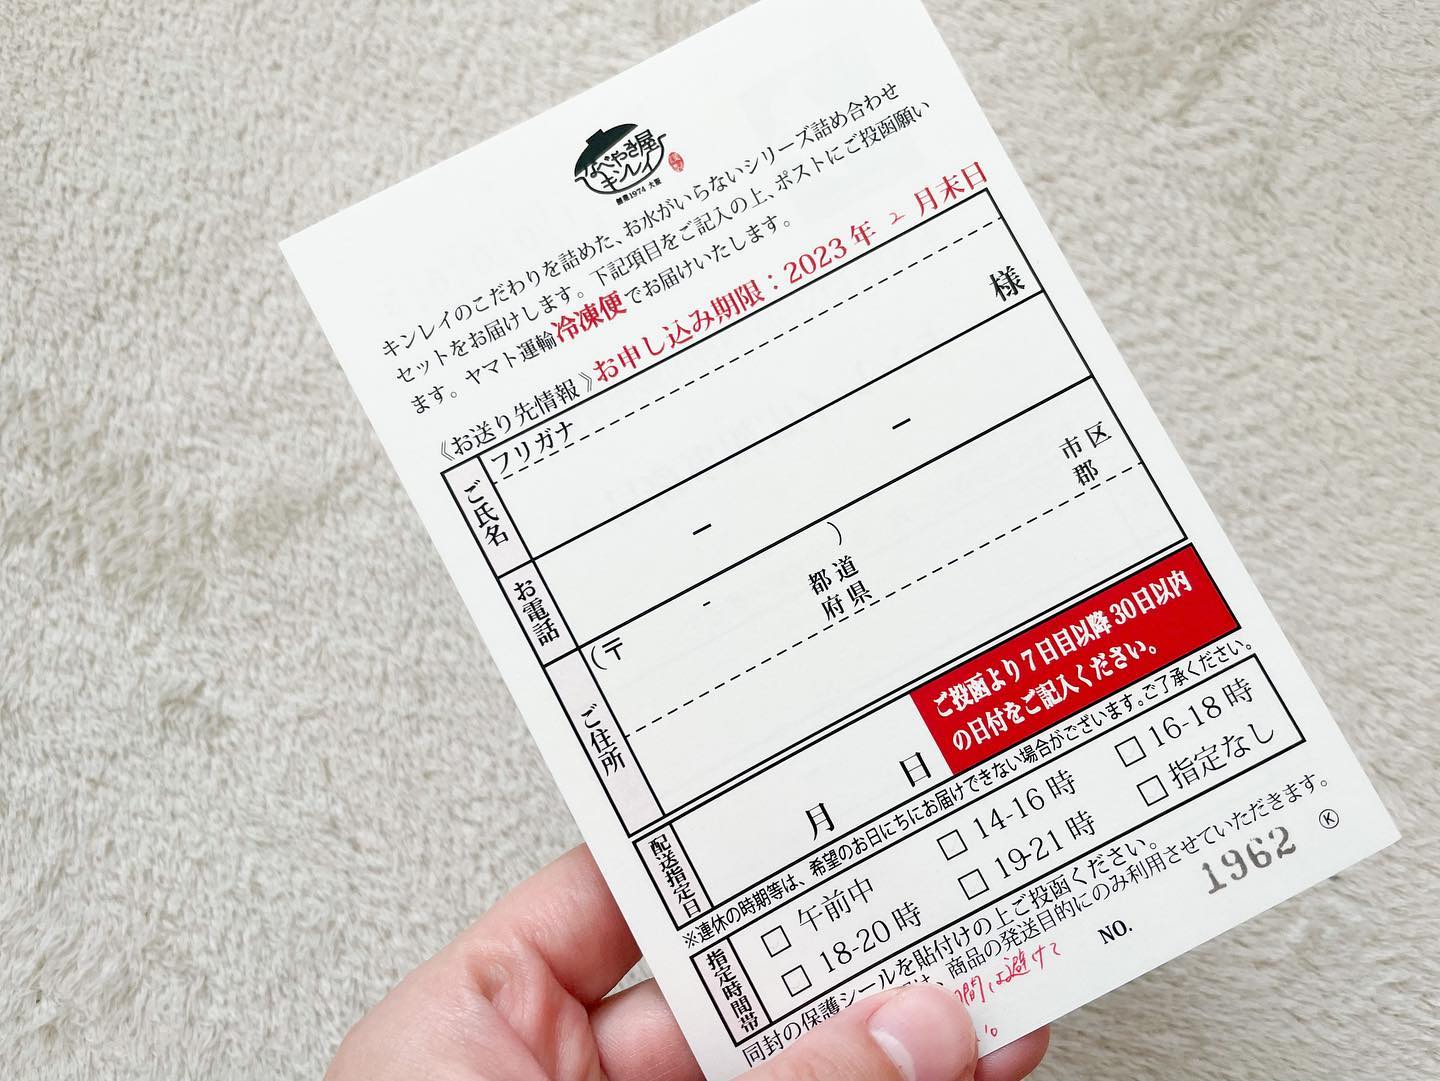 なべやき屋
キンレイ
創業1974 大阪
キンレイのこだわりを詰めた、お水がいらないシリーズ詰め合わせ
セットをお届けします。下記項目をご記入の上、ポストにご投函願い
ます。ヤマト運輸冷凍便でお届けいたします。
《お送り先情報》お申し込み期限：2023年 2 月末日
ご氏名
フリガナ
様
お電話
− −
ご住所
(〒 - )
都道府県
市区郡
配送指定日
月 日
ご投函より7日目以降30日以内
の日付をご記入ください。
※連休の時期等は、希望のお日にちにお届けできない場合がございます。ご了承ください。
指定時間帯
□ 午前中 □ 14-16時 □ 16-18時
□ 18-20時 □ 19-21時 □ 指定なし
同封の保護シールを貼付けの上ご投函ください。
商品の発送目的にのみ利用させていただきます。
NO. 1962 Ⓚ
間は避けて